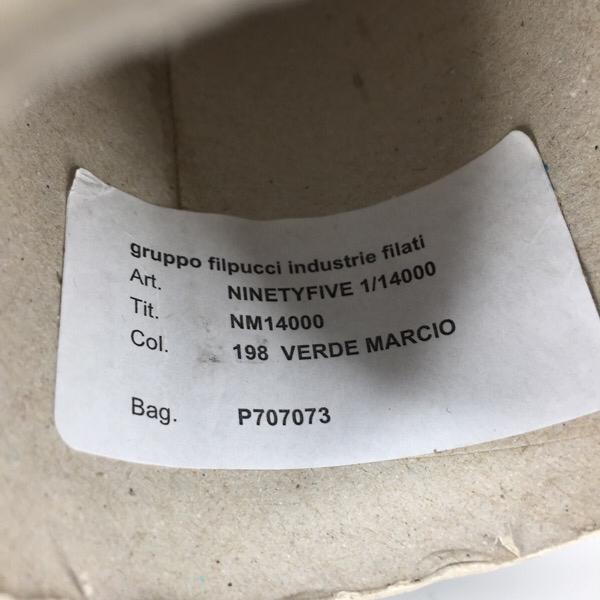 gruppo filpucci industrie filati
Art. NINETYFIVE 1/14000
Tit. NM14000
Col. 198 VERDE MARCIO
Bag. P707073